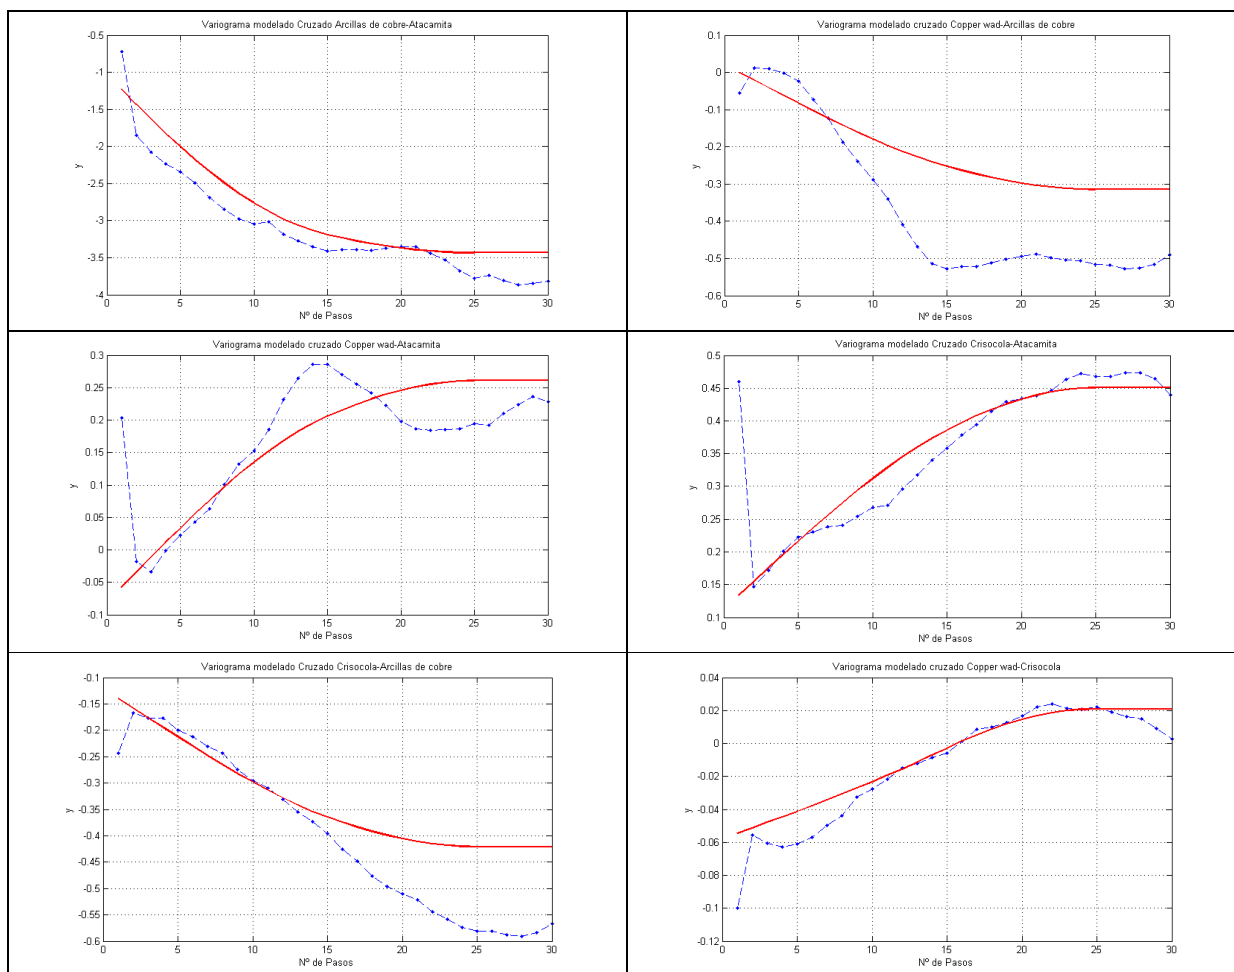 Variograma modelado Cruzado Arcillas de cobre-Atacamita
-0.5
-1
-1.5
-2
-2.5
-3
-3.5
-4
y
0 5 10 15 20 25 30
Nº de Pasos
Variograma modelado cruzado Copper wad-Arcillas de cobre
0.1
0
-0.1
-0.2
-0.3
-0.4
-0.5
-0.6
y
0 5 10 15 20 25 30
Nº de Pasos
Variograma modelado cruzado Copper wad-Atacamita
0.3
0.25
0.2
0.15
0.1
0.05
0
-0.05
-0.1
y
0 5 10 15 20 25 30
Nº de Pasos
Variograma modelado Cruzado Crisocola-Atacamita
0.5
0.45
0.4
0.35
0.3
0.25
0.2
0.15
0.1
y
0 5 10 15 20 25 30
Nº de Pasos
Variograma modelado Cruzado Crisocola-Arcillas de cobre
-0.1
-0.15
-0.2
-0.25
-0.3
-0.35
-0.4
-0.45
-0.5
-0.55
-0.6
y
0 5 10 15 20 25 30
Nº de Pasos
Variograma modelado cruzado Copper wad-Crisocola
0.04
0.02
0
-0.02
-0.04
-0.06
-0.08
-0.1
-0.12
y
0 5 10 15 20 25 30
Nº de Pasos